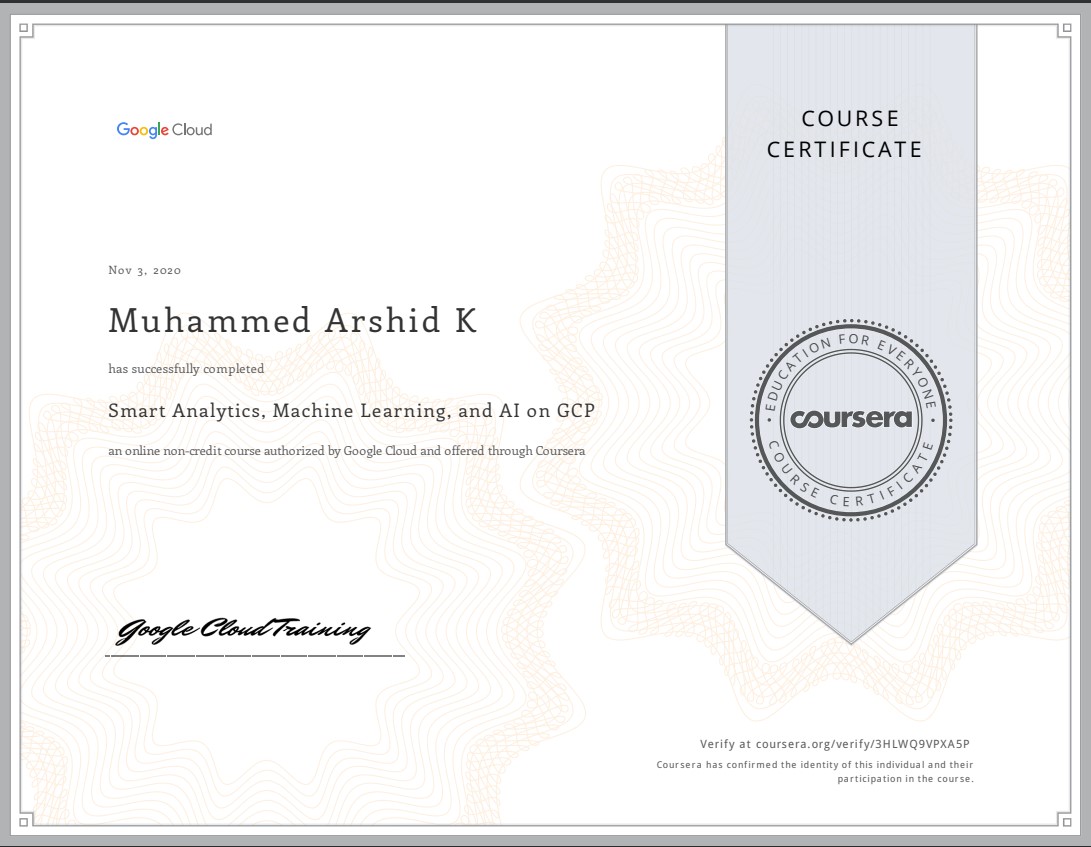 Google Cloud
COURSE
CERTIFICATE
Nov 3, 2020
Muhammed Arshid K
has successfully completed
Smart Analytics, Machine Learning, and AI on GCP
an online non-credit course authorized by Google Cloud and offered through Coursera
EDUCATION FOR EVERYONE
coursera
COURSE CERTIFICATE
Google Cloud Training
Verify at coursera.org/verify/3HLWQ9VPXA5P
Coursera has confirmed the identity of this individual and their
participation in the course.